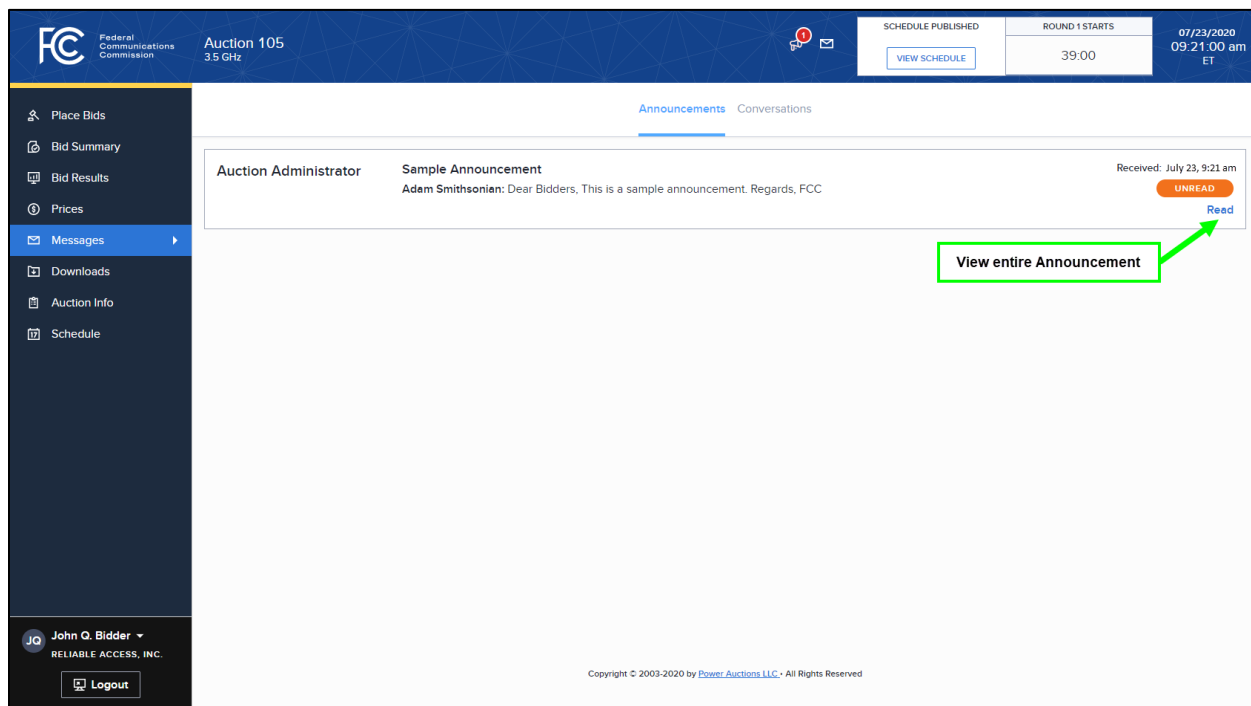 FCC
Federal
Communications
Commission
Auction 105
3.5 GHz
1
SCHEDULE PUBLISHED
VIEW SCHEDULE
ROUND 1 STARTS
39:00
07/23/2020
09:21:00 am
ET
Place Bids
Bid Summary
Bid Results
Prices
Messages
Downloads
Auction Info
17 Schedule
Announcements Conversations
Auction Administrator
Sample Announcement
Adam Smithsonian: Dear Bidders, This is a sample announcement. Regards, FCC
Received: July 23, 9:21 am
UNREAD
Read
View entire Announcement
JQ
John Q. Bidder
RELIABLE ACCESS, INC.
Logout
Copyright © 2003-2020 by Power Auctions LLC • All Rights Reserved